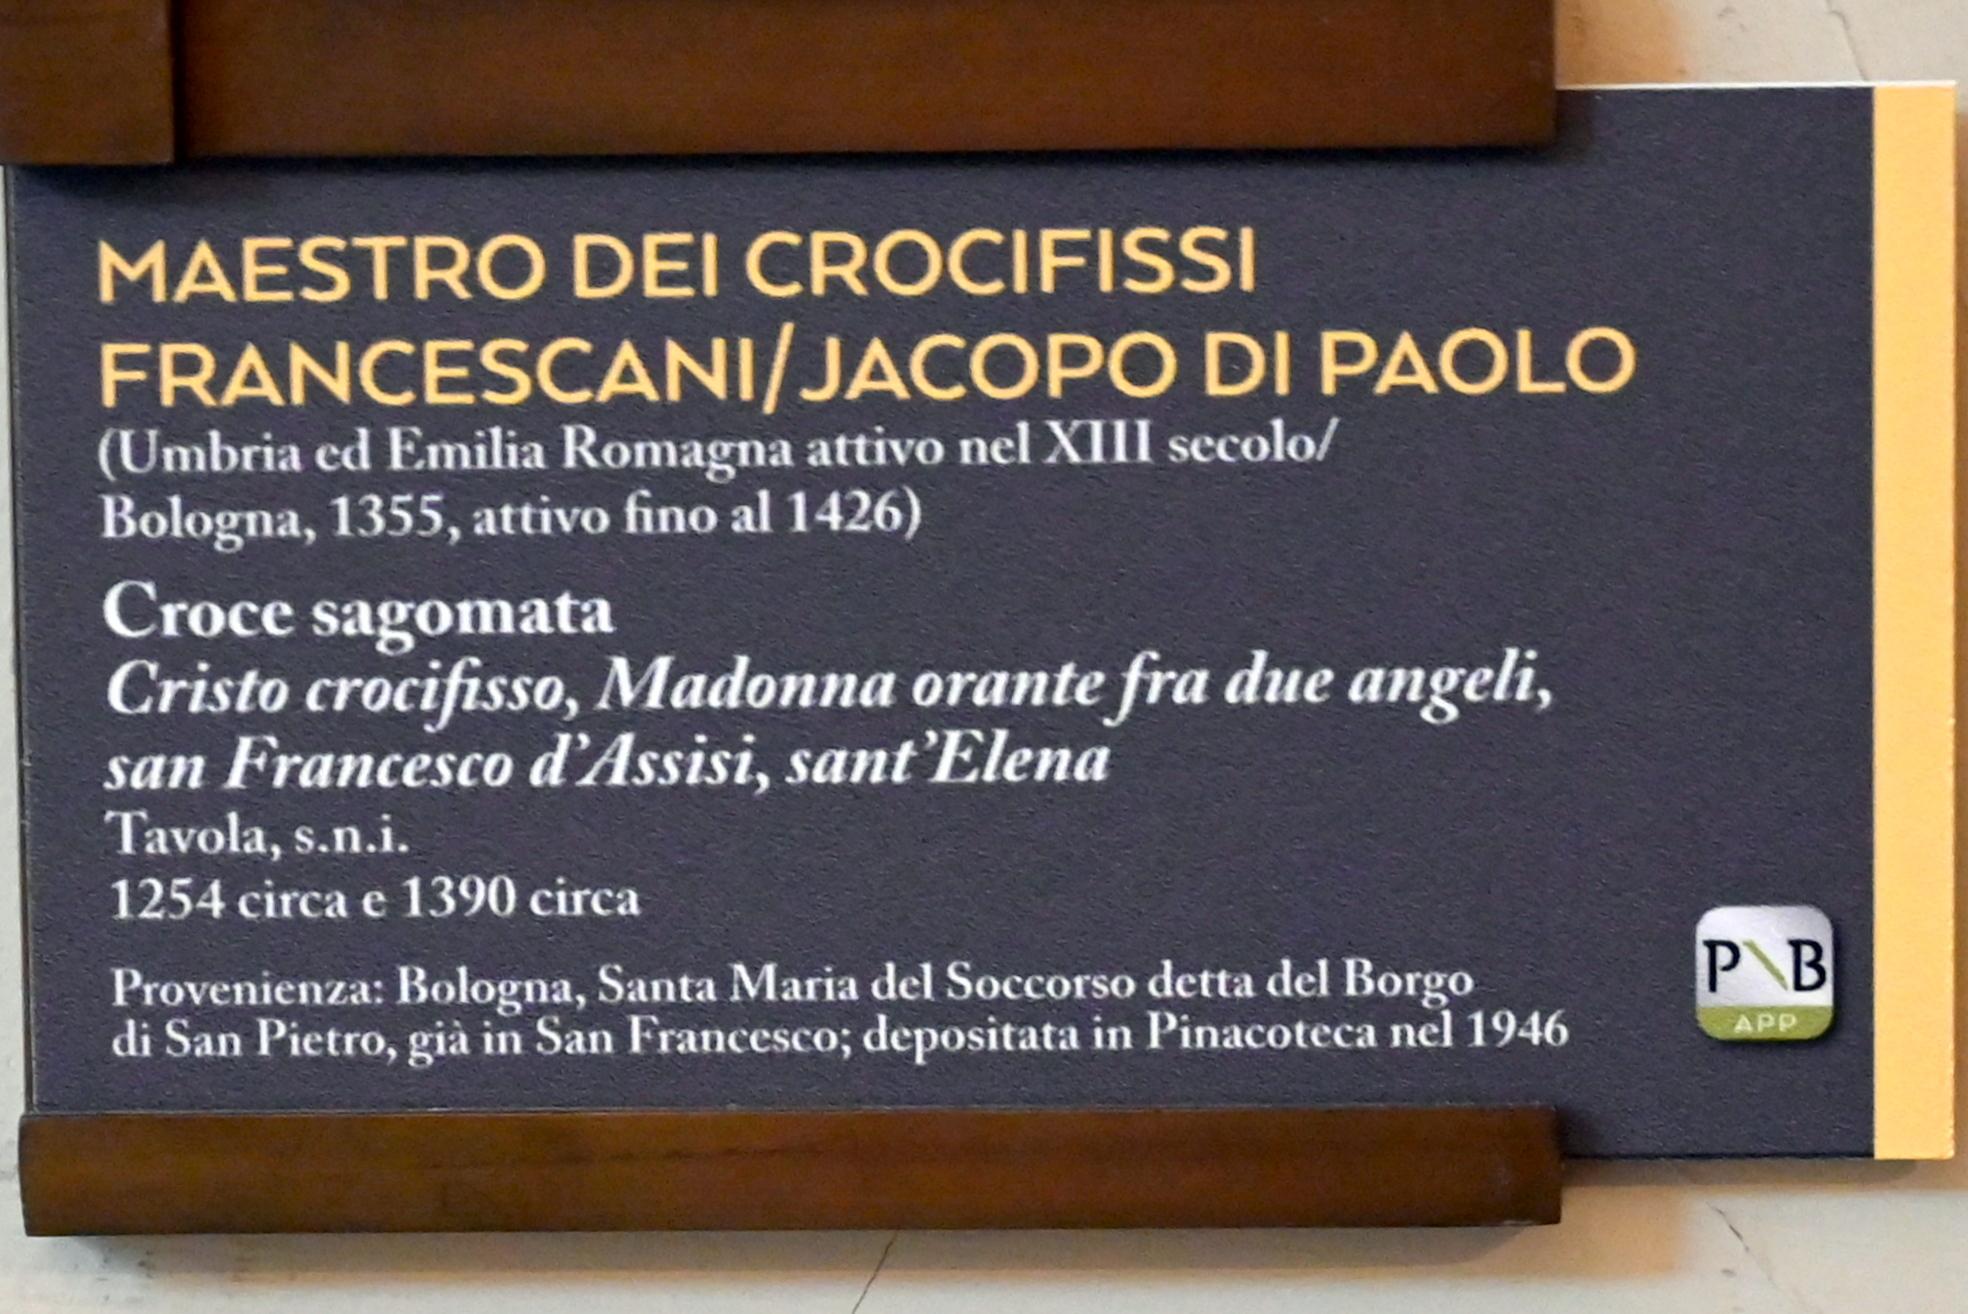 MAESTRO DEI CROCIFISSI
FRANCESCANI/JACOPO DI PAOLO
(Umbria ed Emilia Romagna attivo nel XIII secolo/
Bologna, 1355, attivo fino al 1426)
Croce sagomata
Cristo crocifisso, Madonna orante fra due angeli,
san Francesco d'Assisi, sant'Elena
Tavola, s.n.i.
1254 circa e 1390 circa
Provenienza: Bologna, Santa Maria del Soccorso detta del Borgo
di San Pietro, già in San Francesco; depositata in Pinacoteca nel 1946
P\B
APP